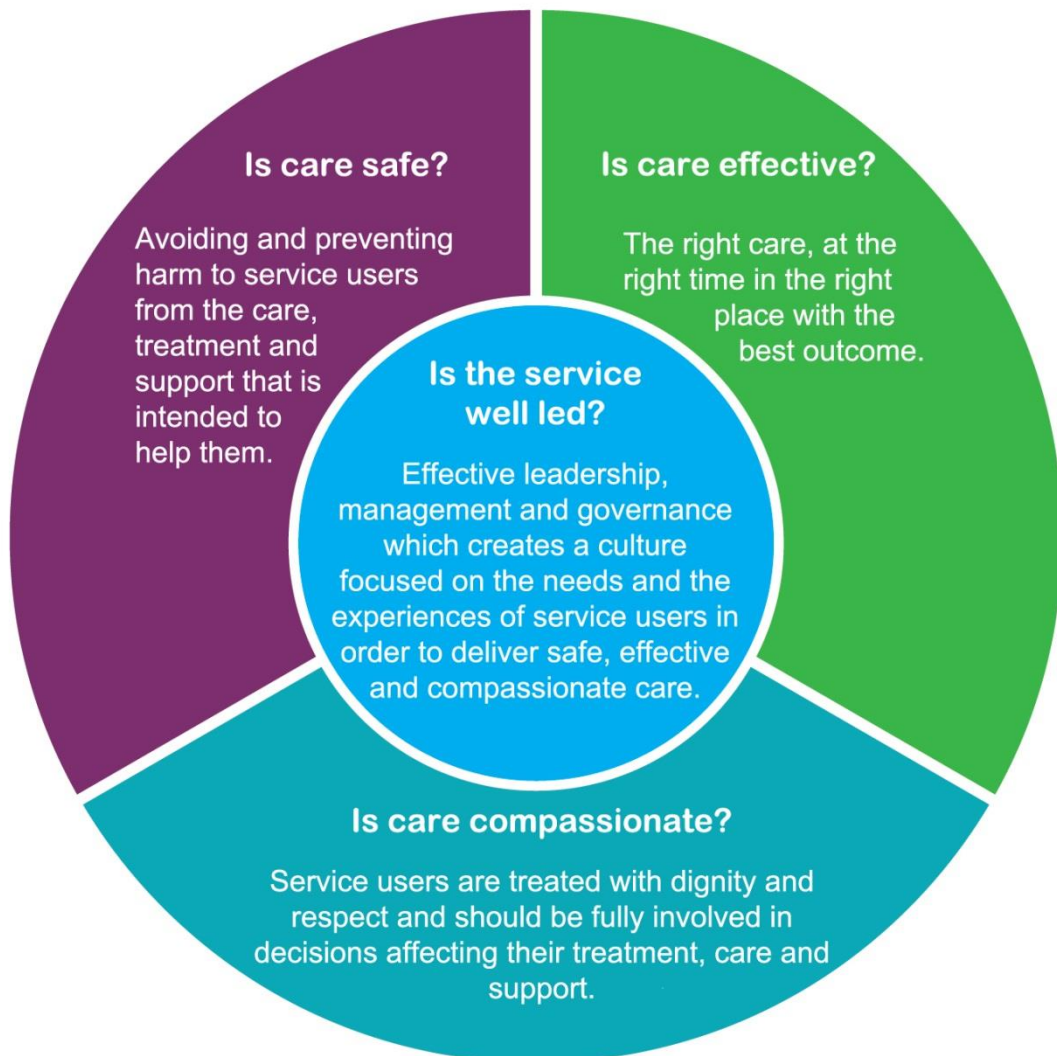 Is care safe?
Avoiding and preventing
harm to service users
from the care,
treatment and
support that is
intended to
help them.
Is care effective?
The right care, at the
right time in the right
place with the
best outcome.
Is the service
well led?
Effective leadership,
management and governance
which creates a culture
focused on the needs and the
experiences of service users in
order to deliver safe, effective
and compassionate care.
Is care compassionate?
Service users are treated with dignity and
respect and should be fully involved in
decisions affecting their treatment, care and
support.